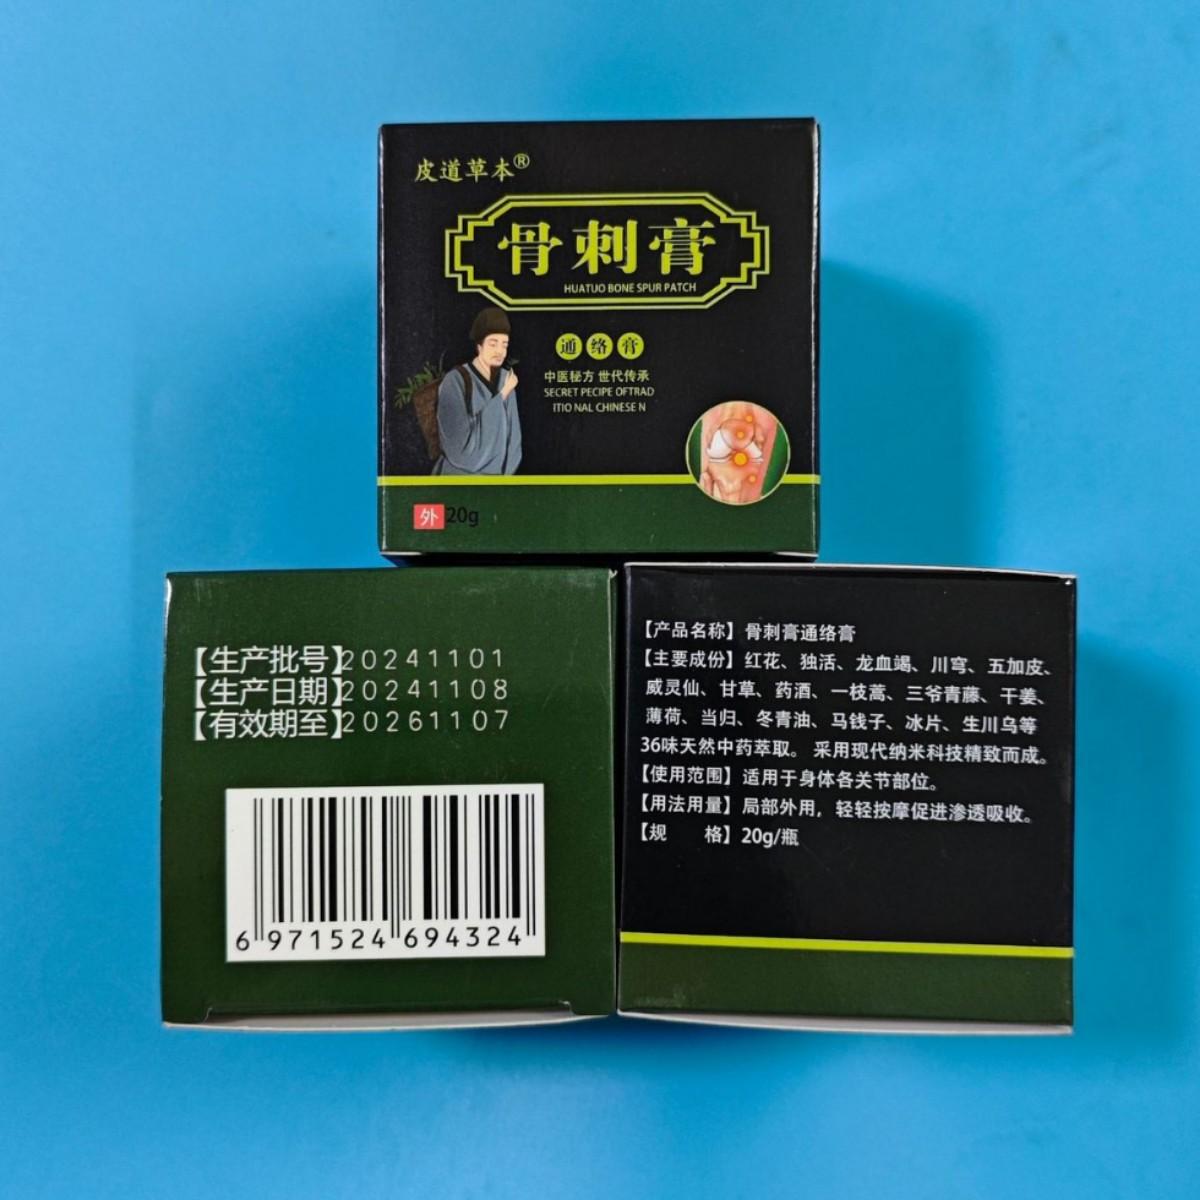 皮道草本®
骨刺膏
HUATUO BONE SPUR PATCH
通络膏
中医秘方 世代传承
SECRET PECIPE OFTRAD
ITIO NAL CHINESE N
外 20g
【生产批号】20241101
【生产日期】20241108
【有效期至】20261107
6 971524 694324
【产品名称】骨刺膏通络膏
【主要成份】红花、独活、龙血竭、川穹、五加皮、
威灵仙、甘草、药酒、一枝蒿、三爷青藤、干姜、
薄荷、当归、冬青油、马钱子、冰片、生川乌等
36味天然中药萃取。采用现代纳米科技精致而成。
【使用范围】适用于身体各关节部位。
【用法用量】局部外用，轻轻按摩促进渗透吸收。
【规 格】20g/瓶